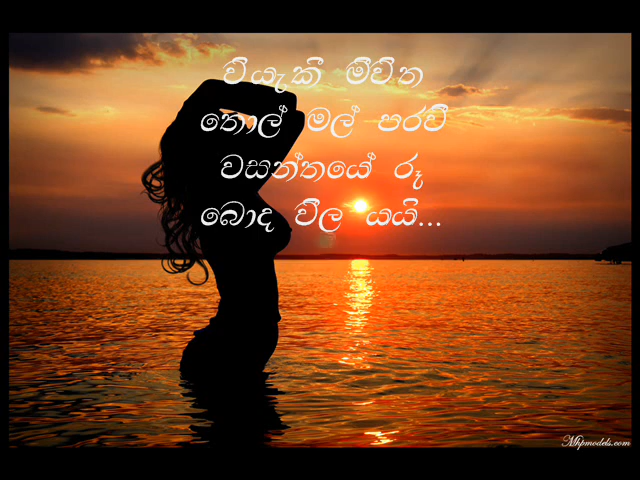 වියැකී මීවිත
තොල් මල් පරවී
වසන්තයේ රූ
බොද වීල යයි...
Mhpmodels.com